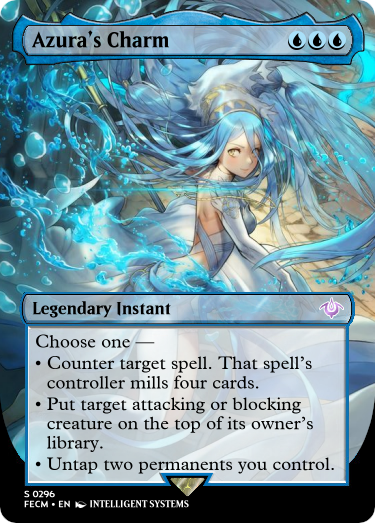 Azura's Charm
Legendary Instant
Choose one —
• Counter target spell. That spell's
controller mills four cards.
• Put target attacking or blocking
creature on the top of its owner's
library.
• Untap two permanents you control.
S 0296
FECM • EN INTELLIGENT SYSTEMS